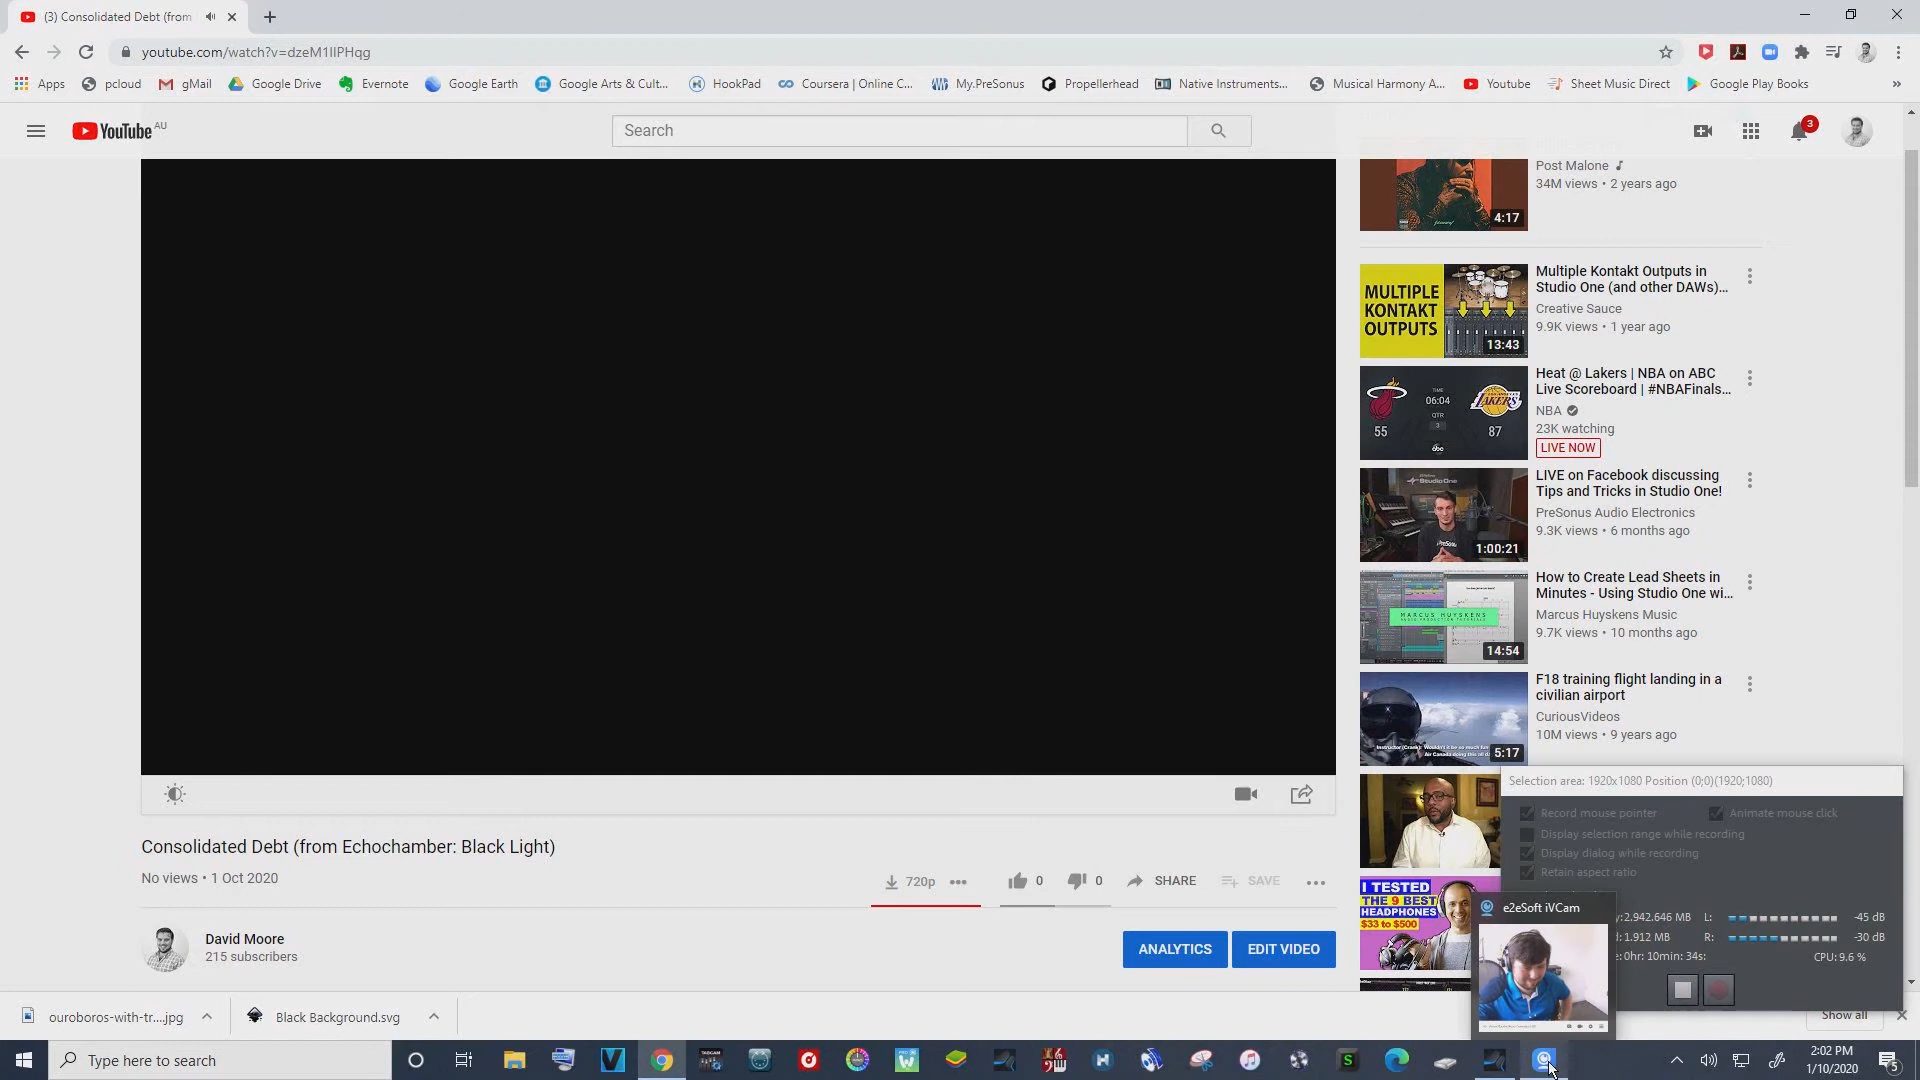 (3) Consolidated Debt (from
youtube.com/watch?v=dzeM1IIPHqg
Apps
pcloud
gMail
Google Drive
Evernote
Google Earth
Google Arts & Cult...
HookPad
Coursera | Online C...
My.PreSonus
Propellerhead
Native Instruments...
Musical Harmony A...
Youtube
Sheet Music Direct
Google Play Books
»
YouTube AU
Search
3
Post Malone
34M views • 2 years ago
4:17
MULTIPLE
KONTAKT
OUTPUTS
13:43
Multiple Kontakt Outputs in
Studio One (and other DAWs)...
Creative Sauce
9.9K views • 1 year ago
TIME
06:04
QTR
3
55
87
LAKERS
abc
Heat @ Lakers | NBA on ABC
Live Scoreboard | #NBAFinals...
NBA
23K watching
LIVE NOW
StudioOne
1:00:21
LIVE on Facebook discussing
Tips and Tricks in Studio One!
PreSonus Audio Electronics
9.3K views • 6 months ago
MARCUS HUYSKENS
14:54
How to Create Lead Sheets in
Minutes - Using Studio One wi...
Marcus Huyskens Music
9.7K views • 10 months ago
5:17
F18 training flight landing in a
civilian airport
CuriousVideos
10M views • 9 years ago
Consolidated Debt (from Echochamber: Black Light)
No views • 1 Oct 2020
720p
0
0
SHARE
SAVE
David Moore
215 subscribers
ANALYTICS
EDIT VIDEO
I TESTED
THE 9 BEST
HEADPHONES
$33 to $500
Selection area: 1920x1080 Position (0;0)(1920;1080)
Record mouse pointer
Animate mouse click
Display selection range while recording
Display dialog while recording
Retain aspect ratio
e2eSoft iVCam
y:2.942.646 MB
L:
-45 dB
d: 1.912 MB
R:
-30 dB
e: 0hr: 10min: 34s:
CPU: 9.6 %
ouroboros-with-tr....jpg
Black Background.svg
Show all
Type here to search
2:02 PM
1/10/2020
5